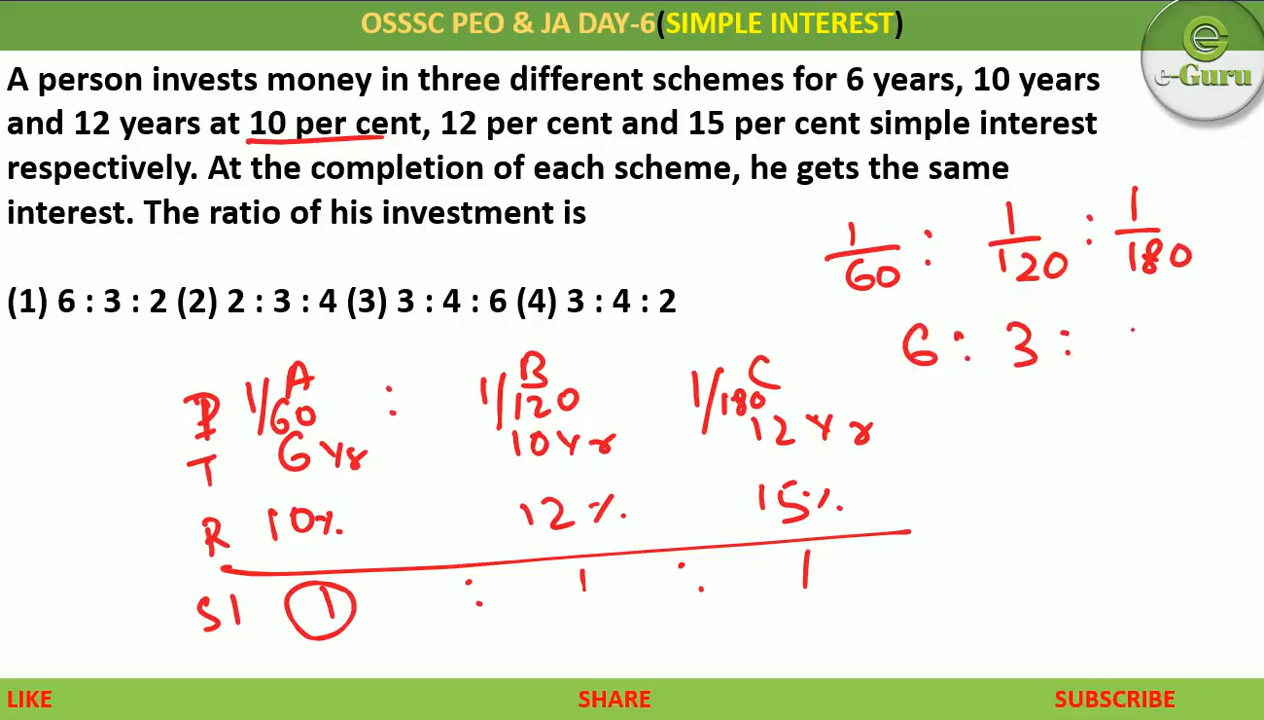 OSSSC PEO & JA DAY-6(SIMPLE INTEREST)
e-Guru
A person invests money in three different schemes for 6 years, 10 years
and 12 years at 10 per cent, 12 per cent and 15 per cent simple interest
respectively. At the completion of each scheme, he gets the same
interest. The ratio of his investment is
1/60 : 1/120 : 1/180
(1) 6 : 3 : 2 (2) 2 : 3 : 4 (3) 3 : 4 : 6 (4) 3 : 4 : 2
6 : 3 :
A B C
P 1/60 : 1/120 1/180
T 6 Yr 10 Yr 12 Yr
R 10% 12% 15%
SI 1 : 1 : 1
LIKE SHARE SUBSCRIBE